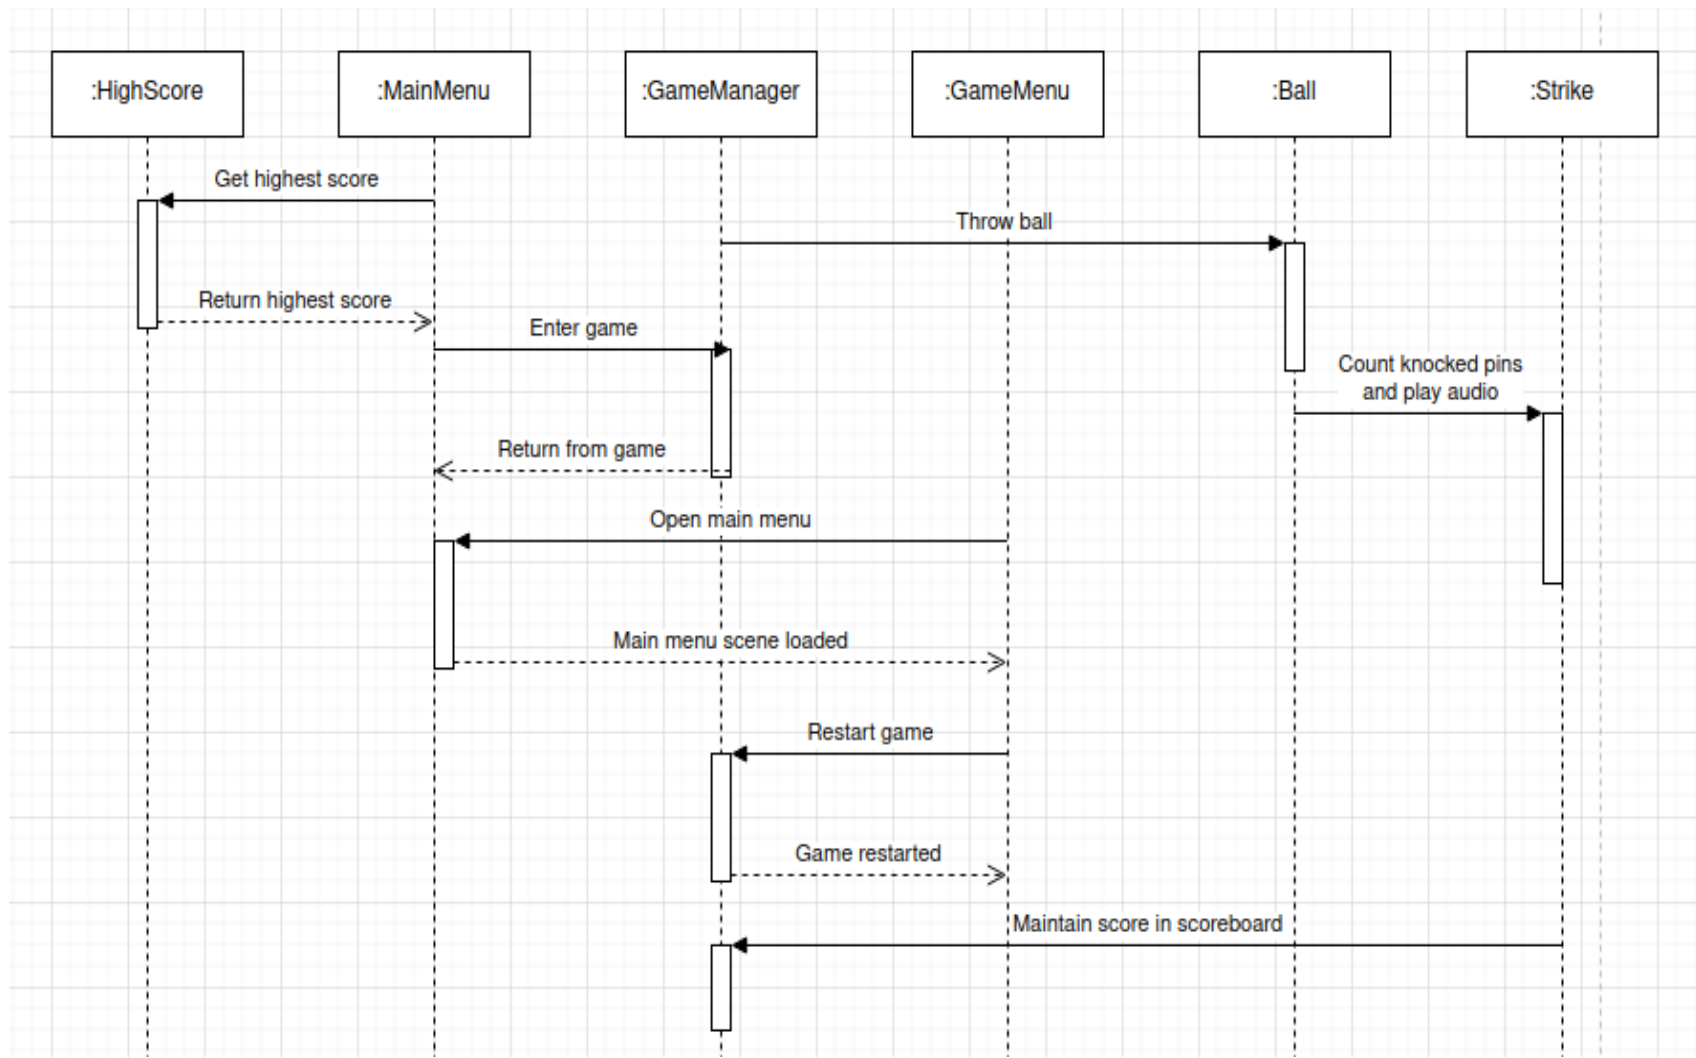 :HighScore
:MainMenu
:GameManager
:GameMenu
:Ball
:Strike
Get highest score
Throw ball
Return highest score
Enter game
Count knocked pins
and play audio
Return from game
Open main menu
Main menu scene loaded
Restart game
Game restarted
Maintain score in scoreboard